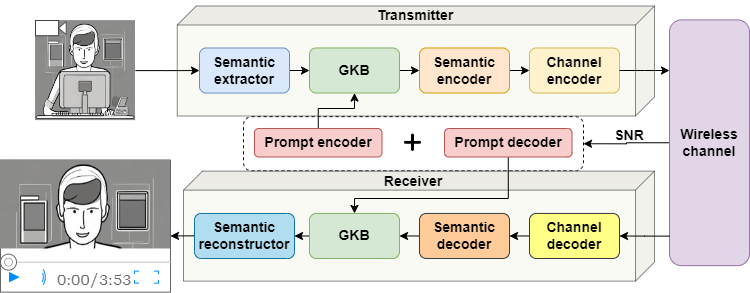 Transmitter
Semantic
extractor
GKB
Semantic
encoder
Channel
encoder
Wireless
channel
Prompt encoder
+
Prompt decoder
SNR
Receiver
Semantic
reconstructor
GKB
Semantic
decoder
Channel
decoder
0:00/3:53